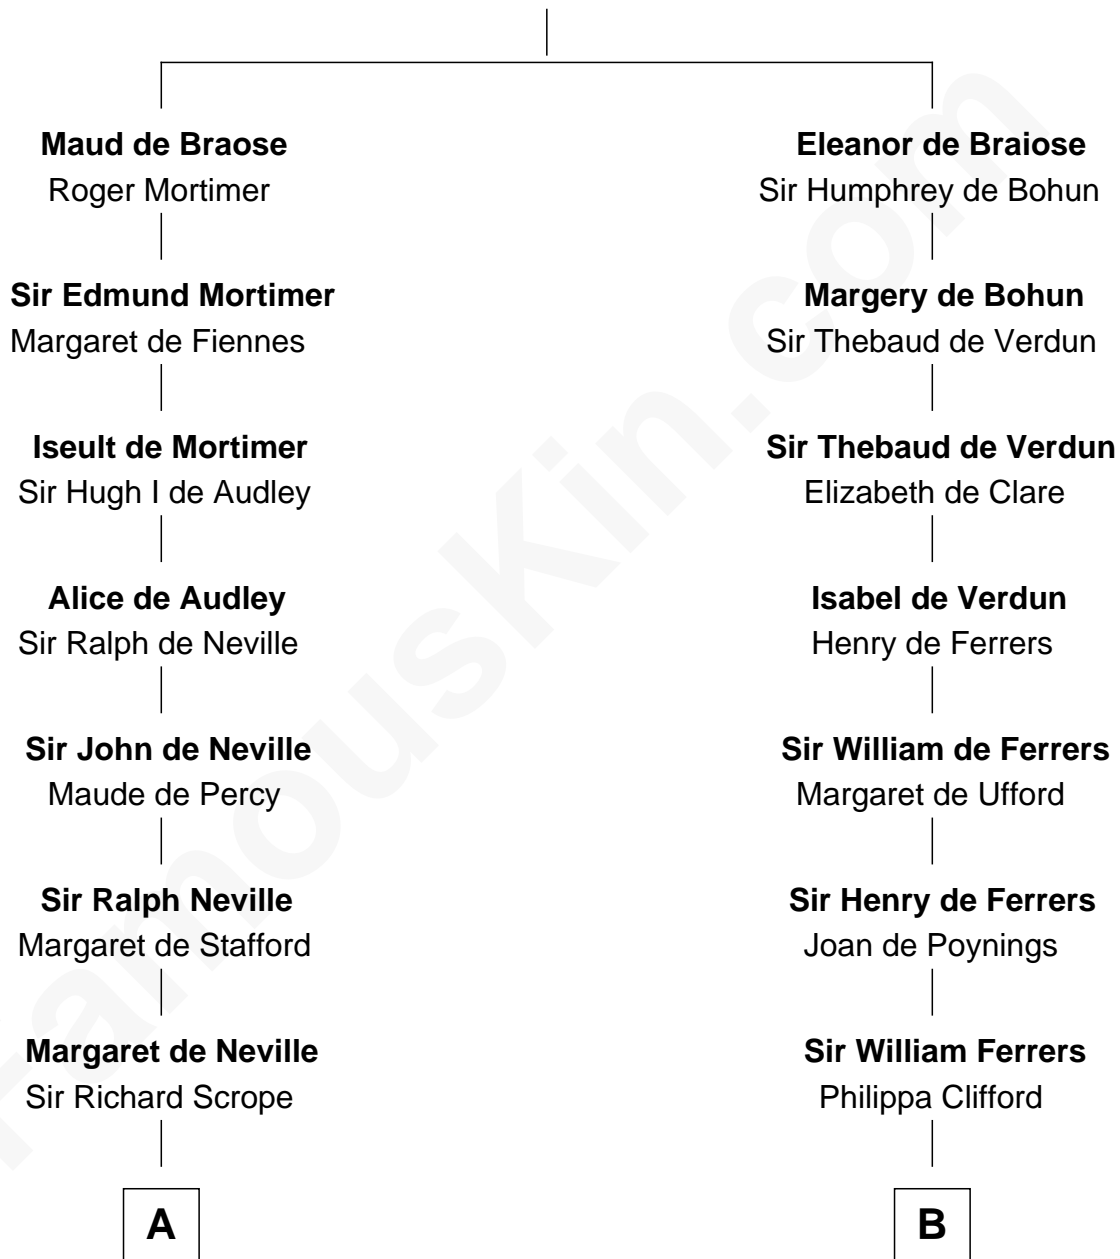 Maud de Braose
Roger Mortimer
Sir Edmund Mortimer
Margaret de Fiennes
Iseult de Mortimer
Sir Hugh I de Audley
Alice de Audley
Sir Ralph de Neville
Sir John de Neville
Maude de Percy
Sir Ralph Neville
Margaret de Stafford
Margaret de Neville
Sir Richard Scrope
A
Eleanor de Braiose
Sir Humphrey de Bohun
Margery de Bohun
Sir Thebaud de Verdun
Sir Thebaud de Verdun
Elizabeth de Clare
Isabel de Verdun
Henry de Ferrers
Sir William de Ferrers
Margaret de Ufford
Sir Henry de Ferrers
Joan de Poynings
Sir William Ferrers
Philippa Clifford
B
FamousKin.com